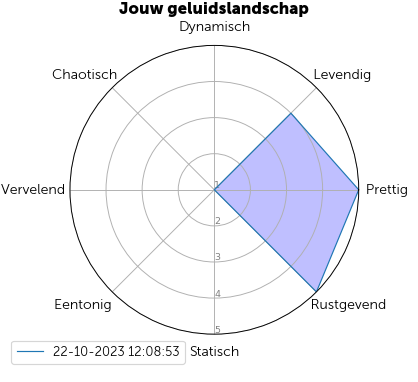 Jouw geluidslandschap
Dynamisch
Chaotisch
Levendig
Vervelend
1
Prettig
2
3
4
Eentonig
Rustgevend
5
22-10-2023 12:08:53
Statisch